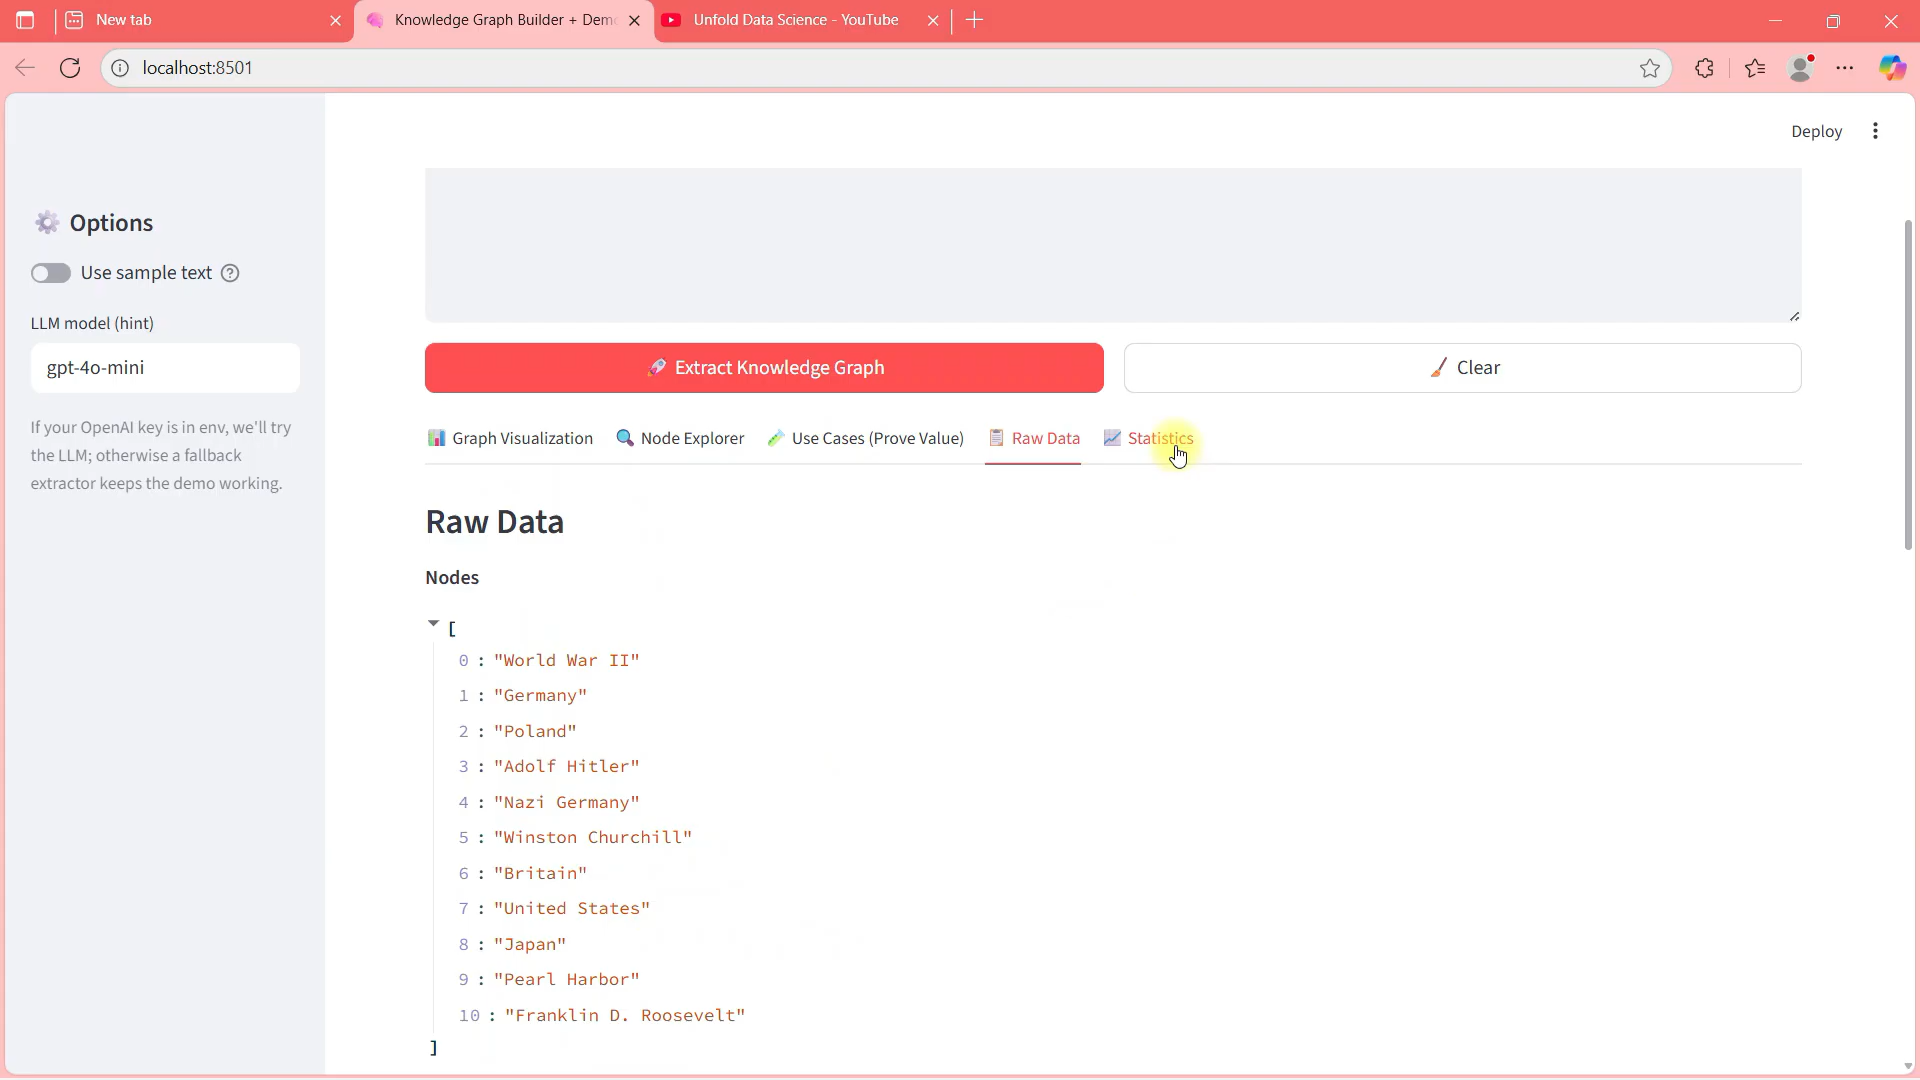 New tab
Knowledge Graph Builder + Dem
Unfold Data Science - YouTube
localhost:8501
Deploy
Options
Use sample text
LLM model (hint)
gpt-4o-mini
If your OpenAI key is in env, we'll try
the LLM; otherwise a fallback
extractor keeps the demo working.
🚀 Extract Knowledge Graph
🧹 Clear
📊 Graph Visualization
🔍 Node Explorer
🧪 Use Cases (Prove Value)
📋 Raw Data
📈 Statistics
Raw Data
Nodes
[
0 : "World War II"
1 : "Germany"
2 : "Poland"
3 : "Adolf Hitler"
4 : "Nazi Germany"
5 : "Winston Churchill"
6 : "Britain"
7 : "United States"
8 : "Japan"
9 : "Pearl Harbor"
10 : "Franklin D. Roosevelt"
]